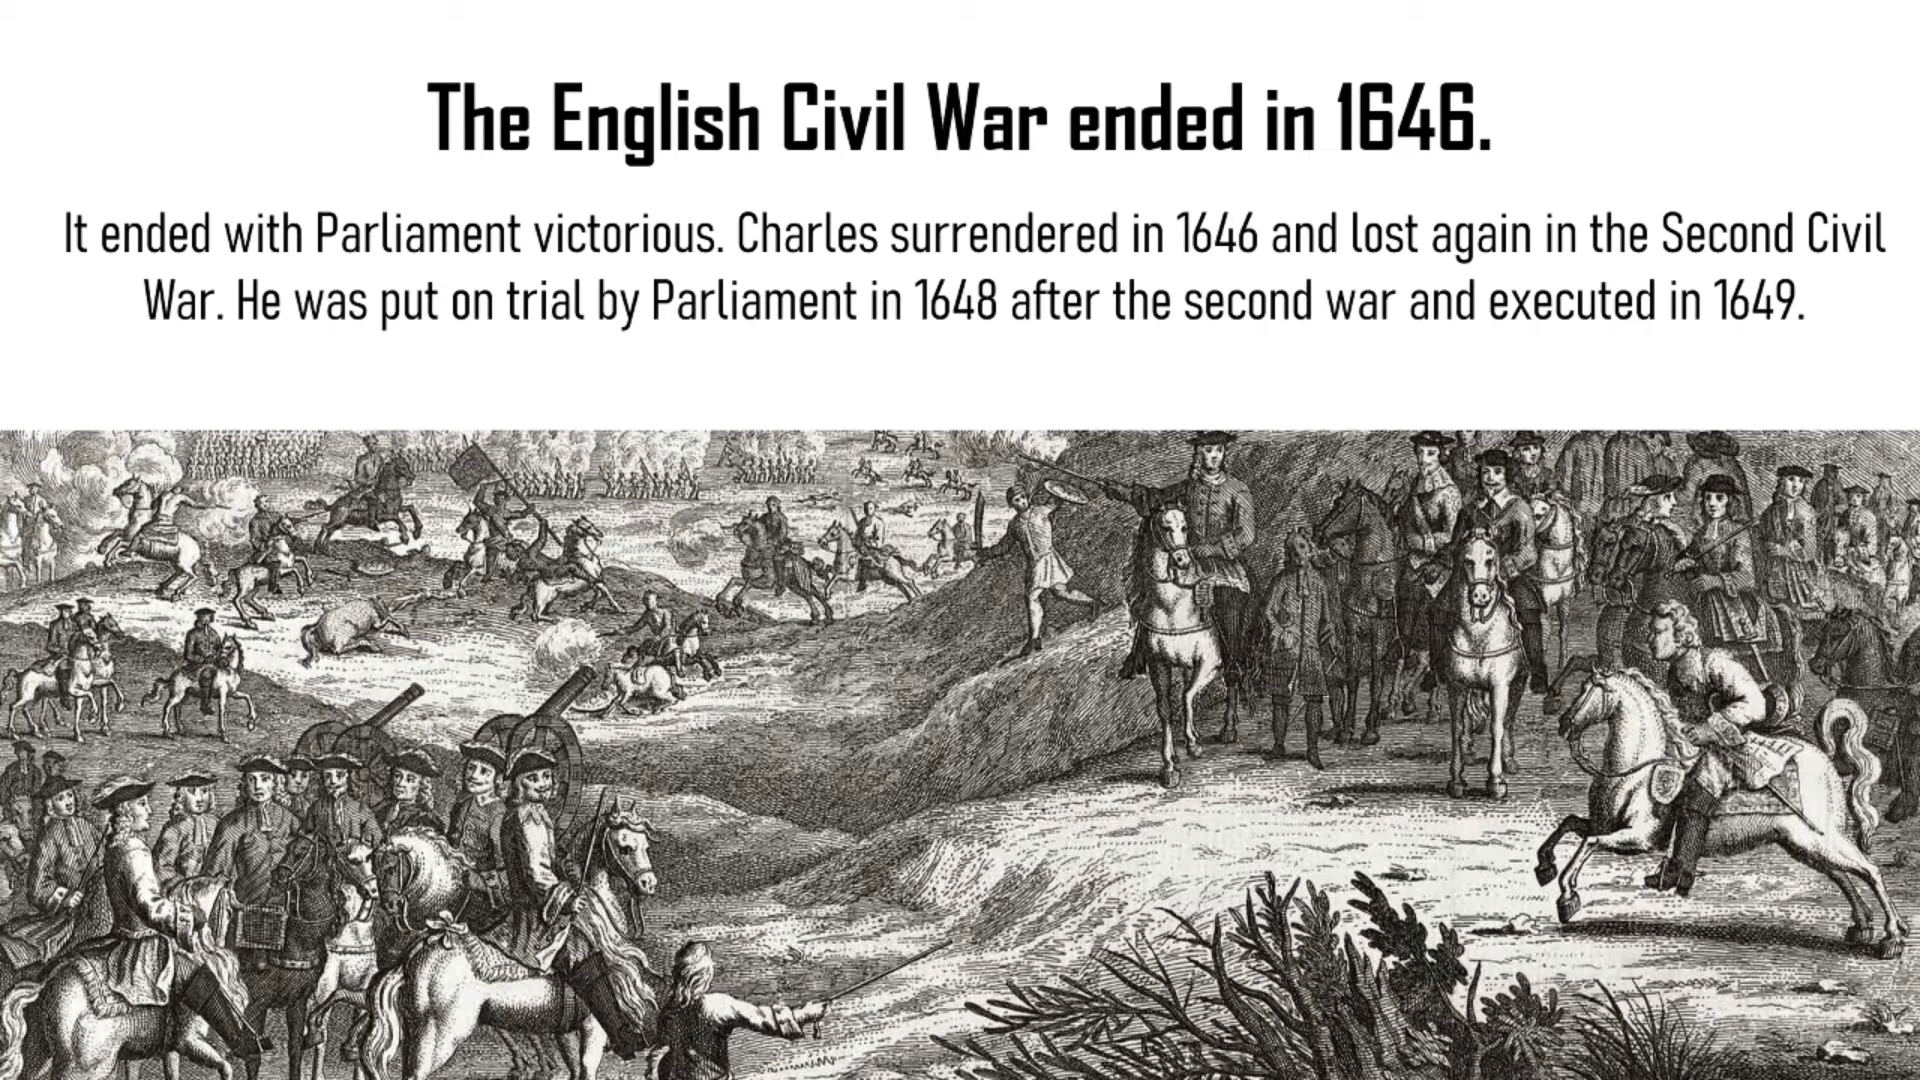 The English Civil War ended in 1646.
It ended with Parliament victorious. Charles surrendered in 1646 and lost again in the Second Civil
War. He was put on trial by Parliament in 1648 after the second war and executed in 1649.